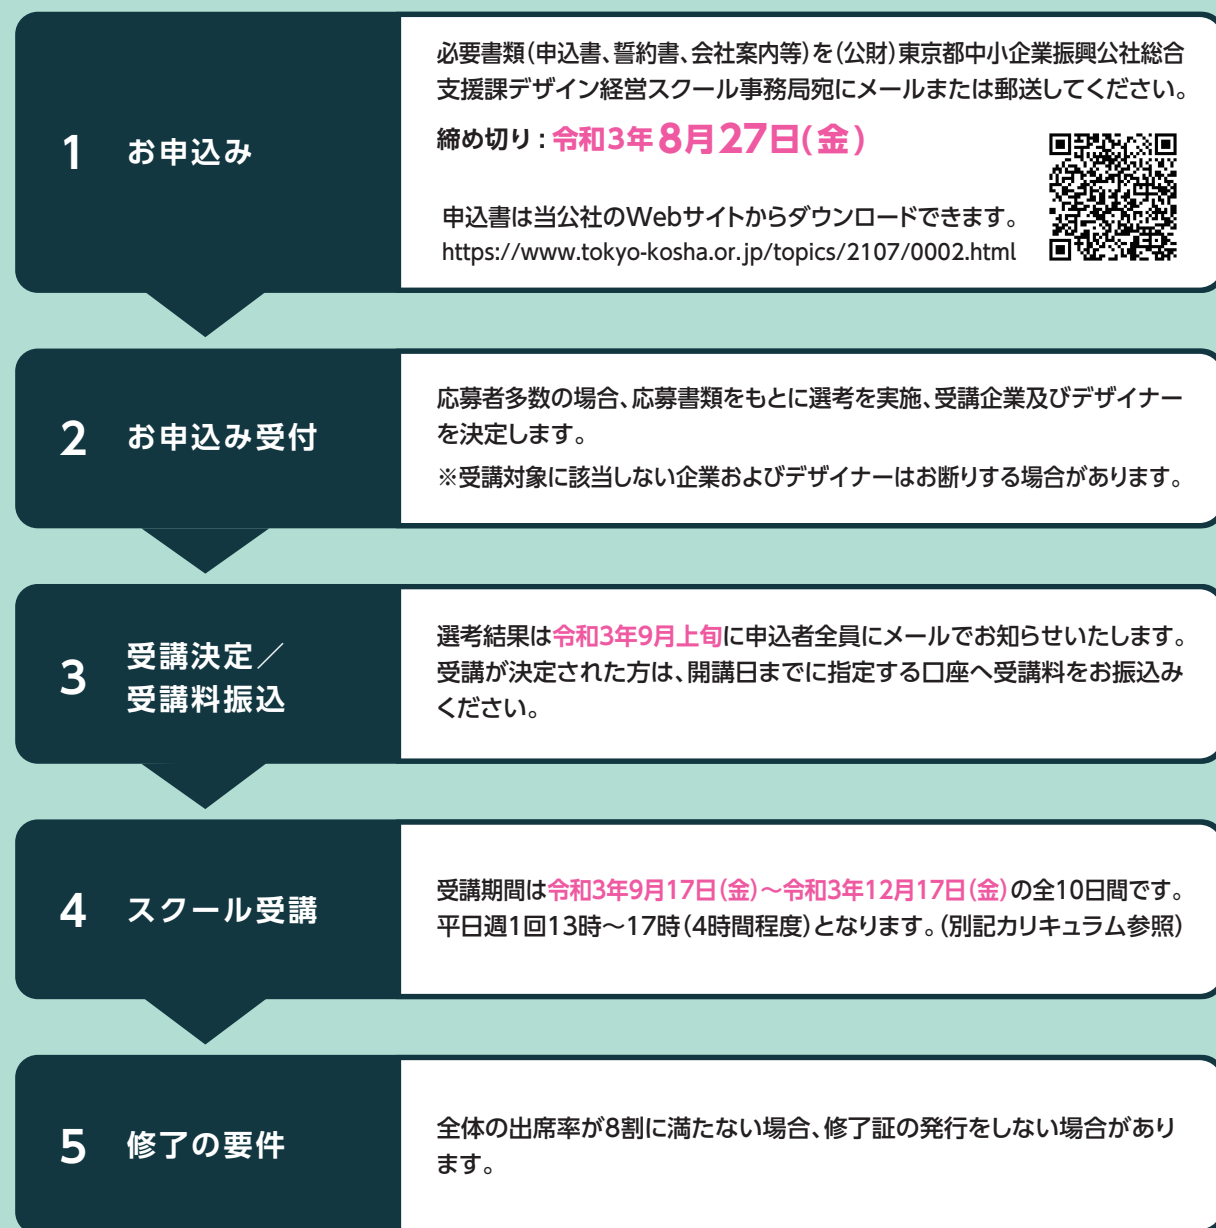 1 お申込み
必要書類(申込書、誓約書、会社案内等)を(公財)東京都中小企業振興公社総合
支援課デザイン経営スクール事務局宛にメールまたは郵送してください。
締め切り:令和3年8月27日(金)
申込書は当公社のWebサイトからダウンロードできます。
https://www.tokyo-kosha.or.jp/topics/2107/0002.html
2 お申込み受付
応募者多数の場合、応募書類をもとに選考を実施、受講企業及びデザイナー
を決定します。
※受講対象に該当しない企業およびデザイナーはお断りする場合があります。
3 受講決定／
受講料振込
選考結果は令和3年9月上旬に申込者全員にメールでお知らせいたします。
受講が決定された方は、開講日までに指定する口座へ受講料をお振込み
ください。
4 スクール受講
受講期間は令和3年9月17日(金)～令和3年12月17日(金)の全10日間です。
平日週1回13時～17時(4時間程度)となります。(別記カリキュラム参照)
5 修了の要件
全体の出席率が8割に満たない場合、修了証の発行をしない場合があり
ます。